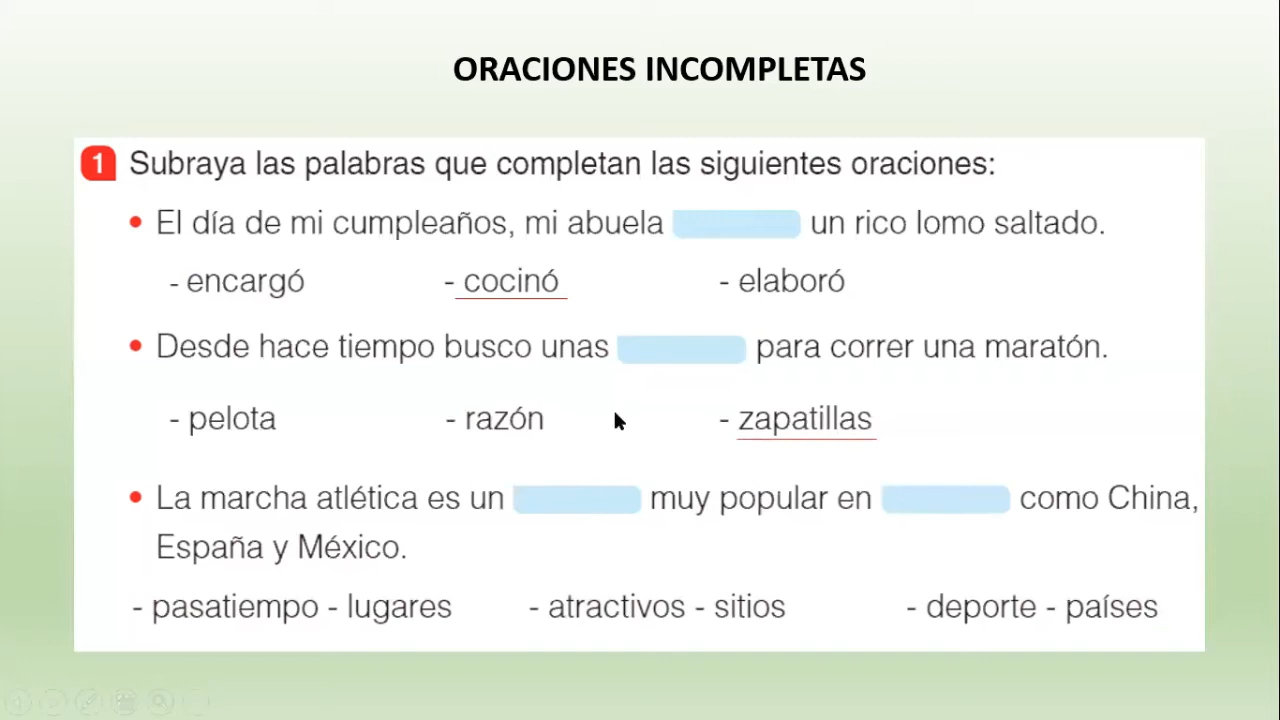 ORACIONES INCOMPLETAS
1 Subraya las palabras que completan las siguientes oraciones:
• El día de mi cumpleaños, mi abuela un rico lomo saltado.
- encargó - cocinó - elaboró
• Desde hace tiempo busco unas para correr una maratón.
- pelota - razón - zapatillas
• La marcha atlética es un muy popular en como China,
España y México.
- pasatiempo - lugares - atractivos - sitios - deporte - países